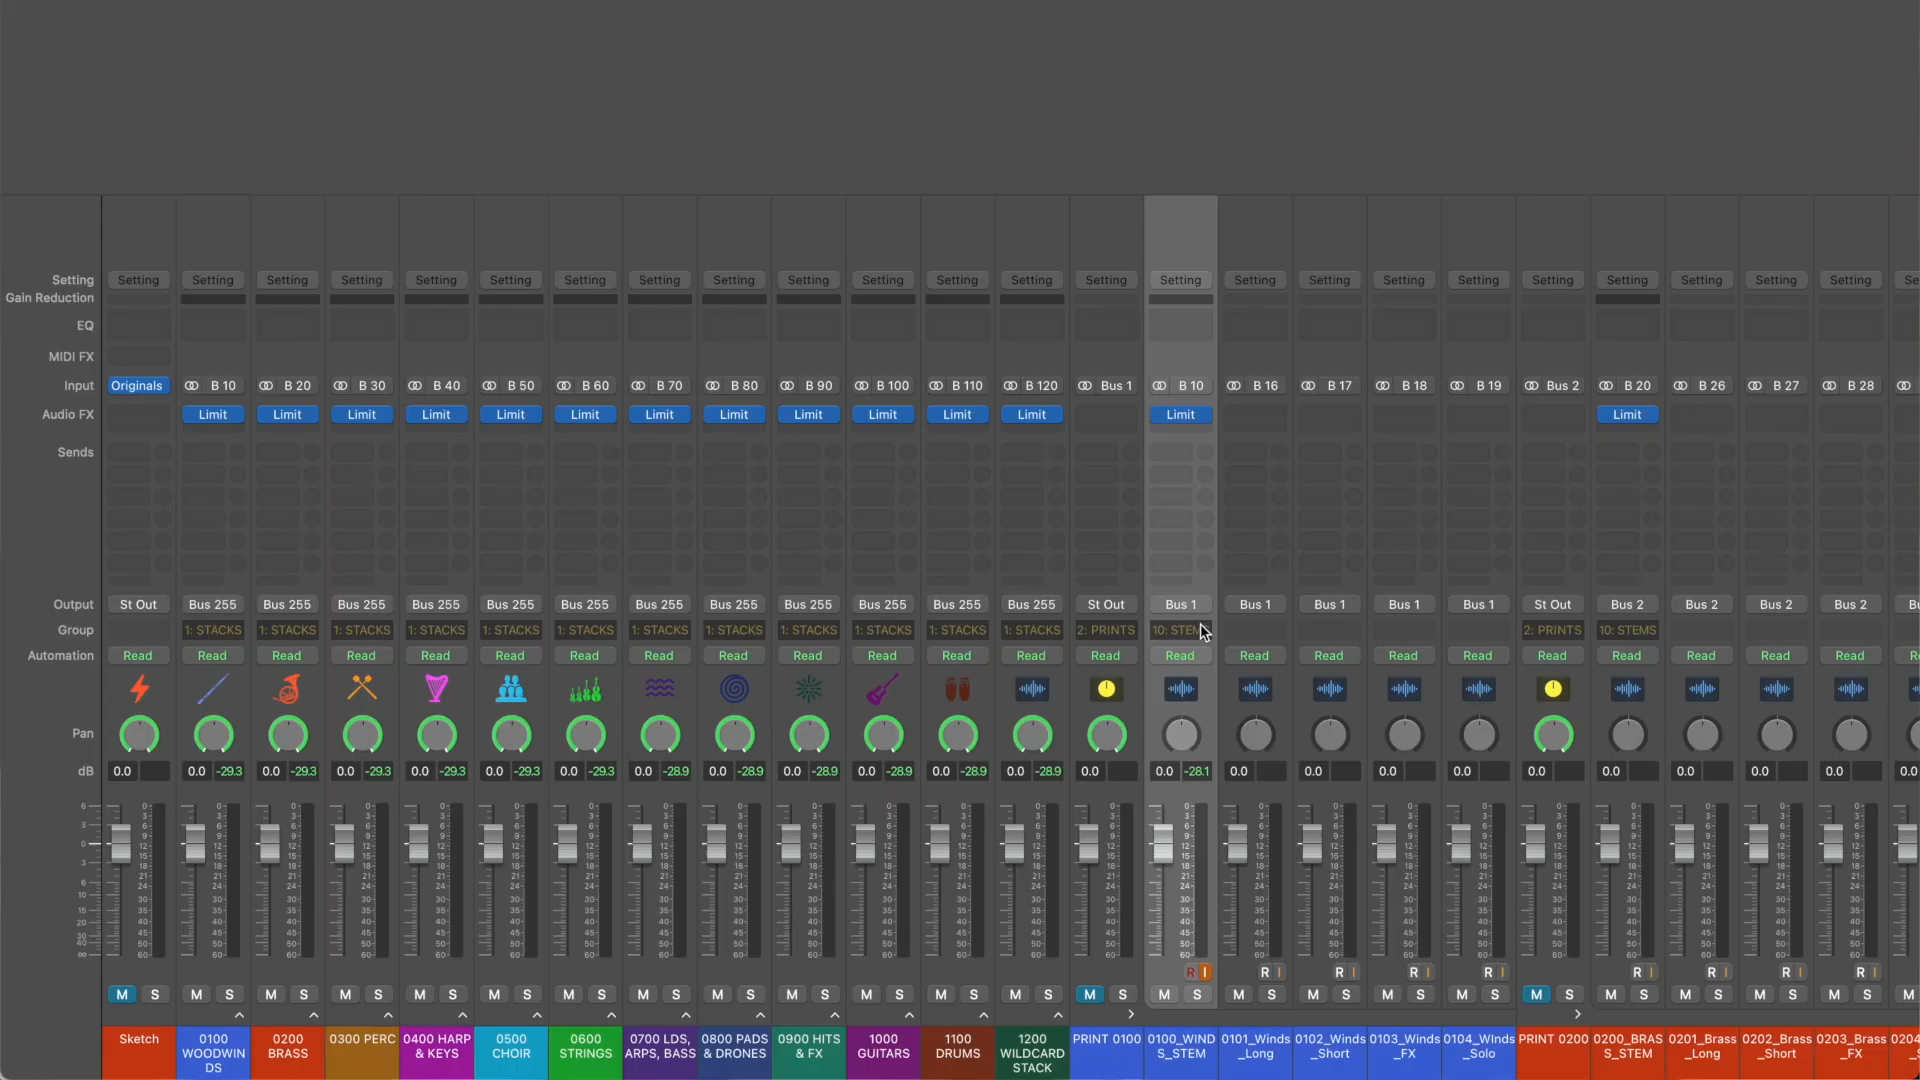 Setting Setting Setting Setting Setting Setting Setting Setting Setting Setting Setting Setting Setting Setting Setting Setting Setting Setting Setting Setting Setting Setting Setting Setting Setting
Gain Reduction
EQ
MIDI FX
Input Originals B 10 B 20 B 30 B 40 B 50 B 60 B 70 B 80 B 90 B 100 B 110 B 120 Bus 1 B 10 B 16 B 17 B 18 B 19 Bus 2 B 20 B 26 B 27 B 28
Audio FX Limit Limit Limit Limit Limit Limit Limit Limit Limit Limit Limit Limit Limit Limit
Sends
Output St Out Bus 255 Bus 255 Bus 255 Bus 255 Bus 255 Bus 255 Bus 255 Bus 255 Bus 255 Bus 255 Bus 255 Bus 255 St Out Bus 1 Bus 1 Bus 1 Bus 1 Bus 1 St Out Bus 2 Bus 2 Bus 2 Bus 2
Group 1: STACKS 1: STACKS 1: STACKS 1: STACKS 1: STACKS 1: STACKS 1: STACKS 1: STACKS 1: STACKS 1: STACKS 1: STACKS 1: STACKS 2: PRINTS 10: STEM 2: PRINTS 10: STEMS
Automation Read Read Read Read Read Read Read Read Read Read Read Read Read Read Read Read Read Read Read Read Read Read Read Read
Pan
dB 0.0 0.0 -29.3 0.0 -29.3 0.0 -29.3 0.0 -29.3 0.0 -29.3 0.0 -29.3 0.0 -28.9 0.0 -28.9 0.0 -28.9 0.0 -28.9 0.0 -28.9 0.0 -28.9 0.0 0.0 -28.1 0.0 0.0 0.0 0.0 0.0 0.0 0.0 0.0 0.0 0.0
R I R I R I R I R I R I R I R I R I
M S M S M S M S M S M S M S M S M S M S M S M S M S M S M S M S M S M S M S M S M S M S M S M S M
Sketch 0100 WOODWINDS 0200 BRASS 0300 PERC 0400 HARP & KEYS 0500 CHOIR 0600 STRINGS 0700 LDS, ARPS, BASS 0800 PADS & DRONES 0900 HITS & FX 1000 GUITARS 1100 DRUMS 1200 WILDCARD STACK PRINT 0100 0100_WINDS_STEM 0101_Winds_Long 0102_Winds_Short 0103_Winds_FX 0104_WInds_Solo PRINT 0200 0200_BRASS_STEM 0201_Brass_Long 0202_Brass_Short 0203_Brass_FX 0204